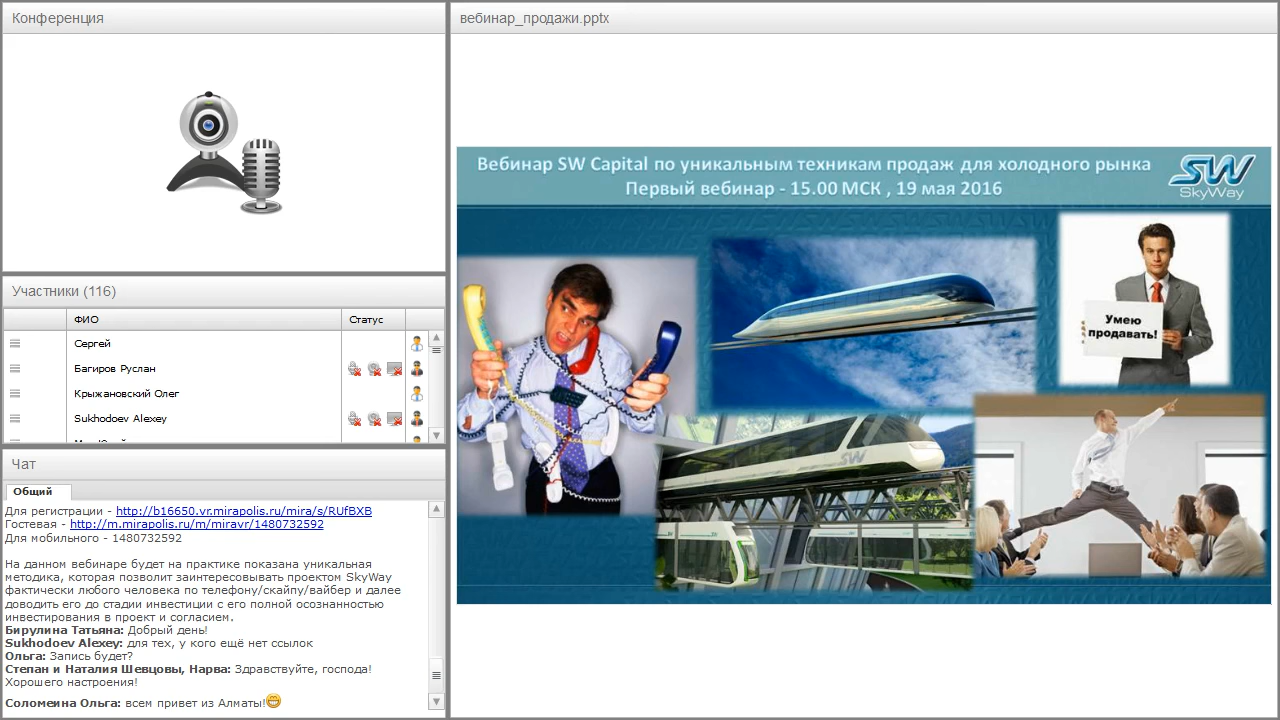 Конференция
вебинар_продажи.pptx
Вебинар SW Capital по уникальным техникам продаж для холодного рынка
Первый вебинар - 15.00 МСК , 19 мая 2016
SW
SkyWay
Умею
продавать!
SW
Участники (116)
ФИО Статус
Сергей
Багиров Руслан
Крыжановский Олег
Sukhodoev Alexey
Чат
Общий
Для регистрации - http://b16650.vr.mirapolis.ru/mira/s/RUfBXB
Гостевая - http://m.mirapolis.ru/m/miravr/1480732592
Для мобильного - 1480732592
На данном вебинаре будет на практике показана уникальная
методика, которая позволит заинтересовывать проектом SkyWay
фактически любого человека по телефону/скайпу/вайбер и далее
доводить его до стадии инвестиции с его полной осознанностью
инвестирования в проект и согласием.
Бирулина Татьяна: Добрый день!
Sukhodoev Alexey: для тех, у кого ещё нет ссылок
Ольга: Запись будет?
Степан и Наталия Шевцовы, Нарва: Здравствуйте, господа!
Хорошего настроения!
Соломеина Ольга: всем привет из Алматы!